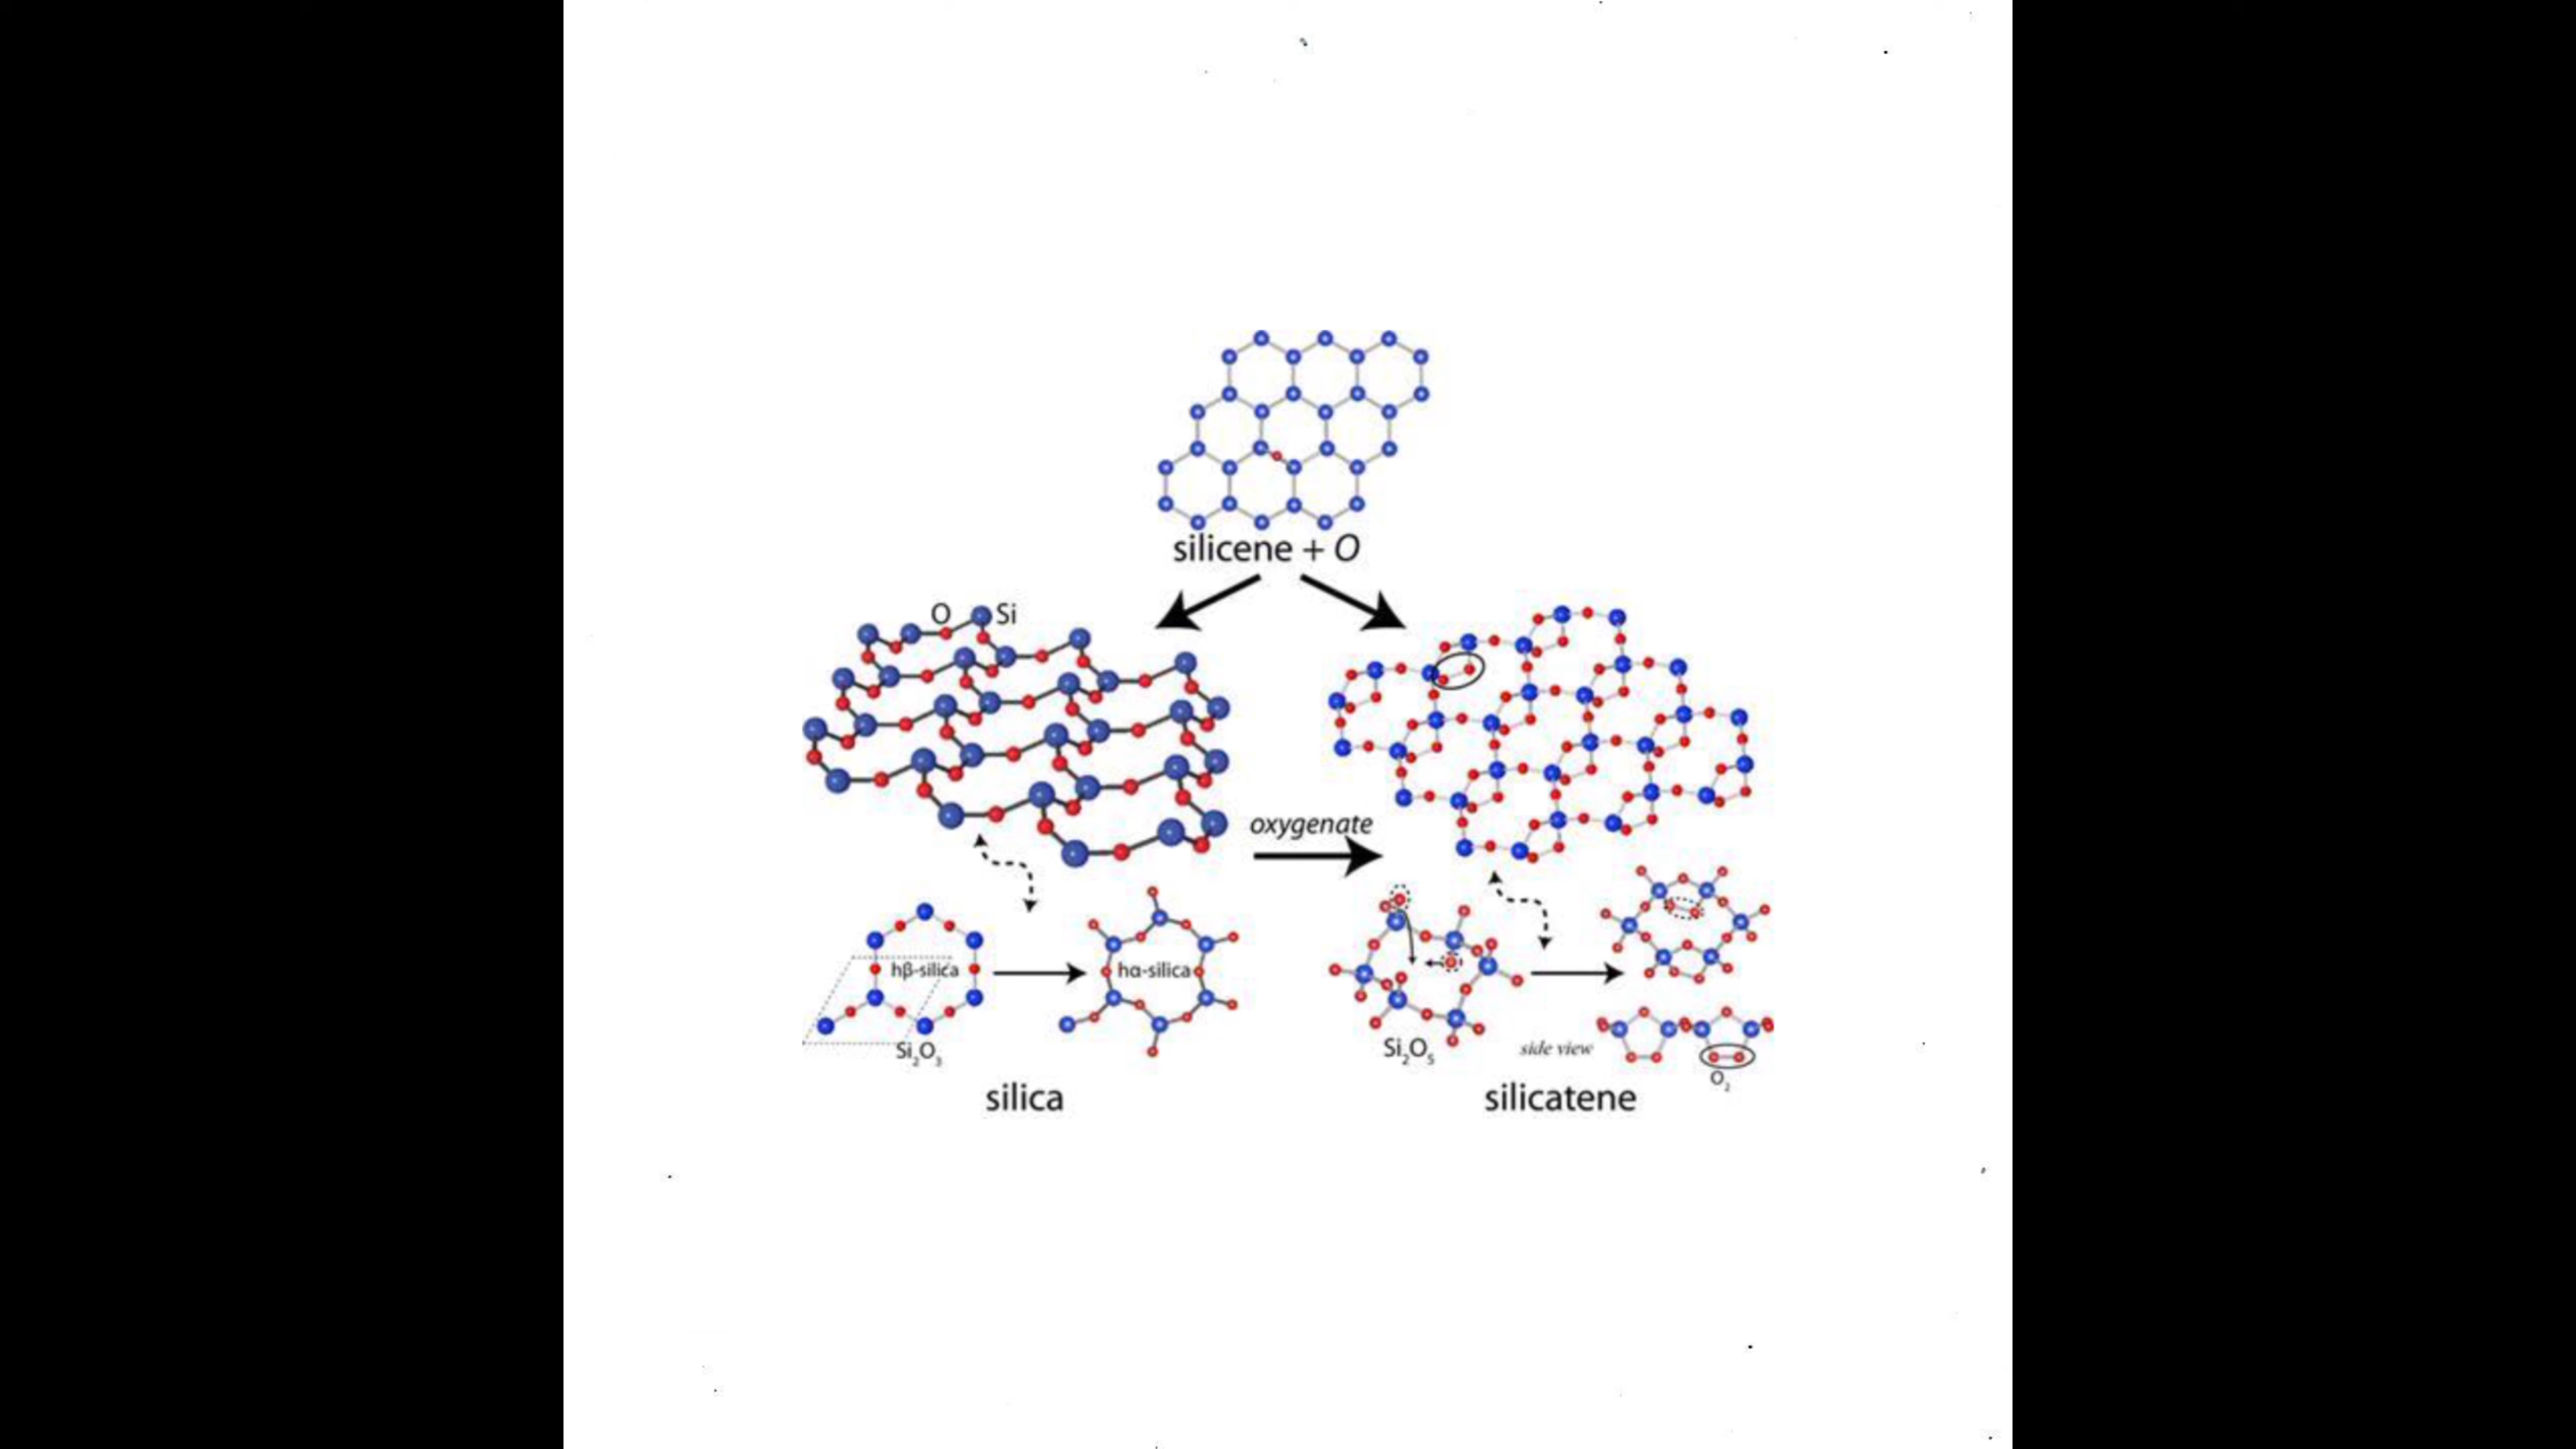 silicene + O
O Si
oxygenate
hβ-silica
hα-silica
Si₂O₃
Si₂O₅
side view
O₂
silica
silicatene